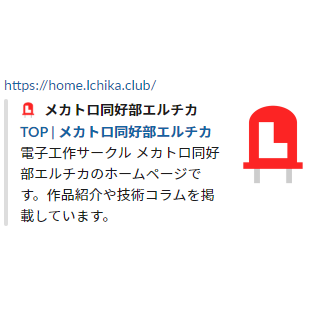 https://home.lchika.club/
メカトロ同好部エルチカ
TOP | メカトロ同好部エルチカ
電子工作サークル メカトロ同好
部エルチカのホームページで
す。作品紹介や技術コラムを掲
載しています。
L